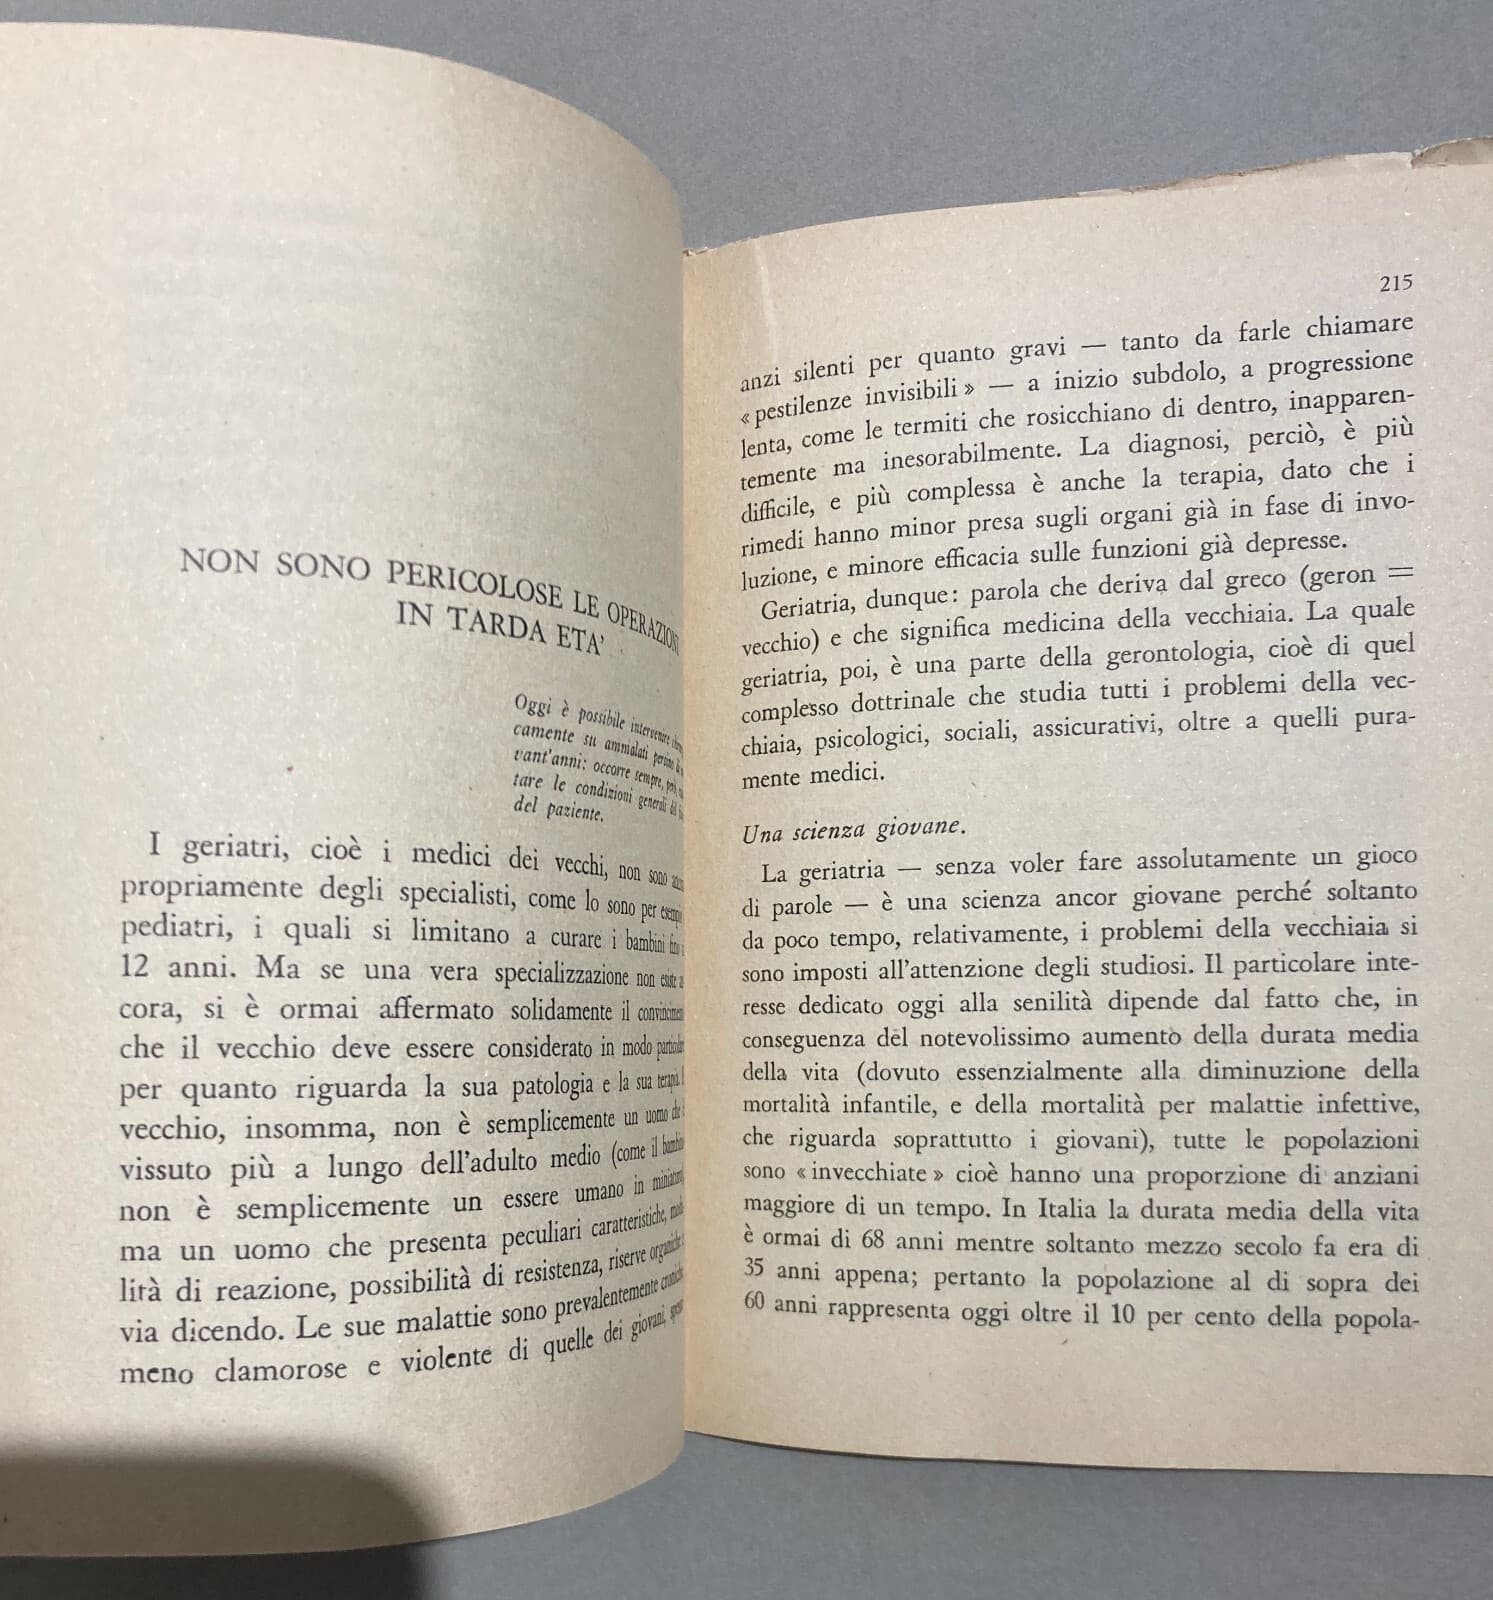 NON SONO PERICOLOSE LE OPERAZIONI
IN TARDA ETA'
Oggi è possibile intervenire
camente su ammalati persino di
vant'anni: occorre sempre, però,
tare le condizioni generali del
del paziente.
I geriatri, cioè i medici dei vecchi, non sono
propriamente degli specialisti, come lo sono per
pediatri, i quali si limitano a curare i bambini fino
12 anni. Ma se una vera specializzazione non esiste
cora, si è ormai affermato solidamente il
che il vecchio deve essere considerato in modo
per quanto riguarda la sua patologia e la sua terapia.
vecchio, insomma, non è semplicemente un uomo che
vissuto più a lungo dell'adulto medio (come il bambino
non è semplicemente un essere umano in
ma un uomo che presenta peculiari caratteristiche,
lità di reazione, possibilità di resistenza, riserve organiche
via dicendo. Le sue malattie sono prevalentemente
meno clamorose e violente di quelle dei giovani,
215
anzi silenti per quanto gravi — tanto da farle chiamare
« pestilenze invisibili » — a inizio subdolo, a progressione
lenta, come le termiti che rosicchiano di dentro, inapparen-
temente ma inesorabilmente. La diagnosi, perciò, è più
difficile, e più complessa è anche la terapia, dato che i
rimedi hanno minor presa sugli organi già in fase di invo-
luzione, e minore efficacia sulle funzioni già depresse.
Geriatria, dunque: parola che deriva dal greco (geron =
vecchio) e che significa medicina della vecchiaia. La quale
geriatria, poi, è una parte della gerontologia, cioè di quel
complesso dottrinale che studia tutti i problemi della vec-
chiaia, psicologici, sociali, assicurativi, oltre a quelli pura-
mente medici.
Una scienza giovane.
La geriatria — senza voler fare assolutamente un gioco
di parole — è una scienza ancor giovane perché soltanto
da poco tempo, relativamente, i problemi della vecchiaia si
sono imposti all'attenzione degli studiosi. Il particolare inte-
resse dedicato oggi alla senilità dipende dal fatto che, in
conseguenza del notevolissimo aumento della durata media
della vita (dovuto essenzialmente alla diminuzione della
mortalità infantile, e della mortalità per malattie infettive,
che riguarda soprattutto i giovani), tutte le popolazioni
sono « invecchiate » cioè hanno una proporzione di anziani
maggiore di un tempo. In Italia la durata media della vita
è ormai di 68 anni mentre soltanto mezzo secolo fa era di
35 anni appena; pertanto la popolazione al di sopra dei
60 anni rappresenta oggi oltre il 10 per cento della popola-